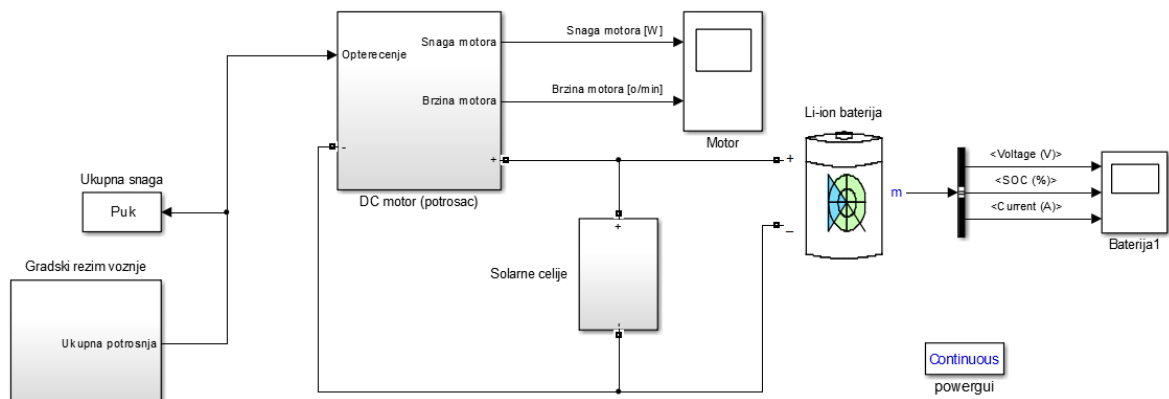 Snaga motora [W]
Snaga motora
Opterecenje
Brzina motora [o/min]
Brzina motora
Motor
Li-ion baterija
-
+
+
DC motor (potrosac)
Ukupna snaga
Puk
<Voltage (V)>
m
<SOC (%)>
<Current (A)>
Baterija1
+
_
Gradski rezim voznje
Solarne celije
-
Ukupna potrosnja
Continuous
powergui